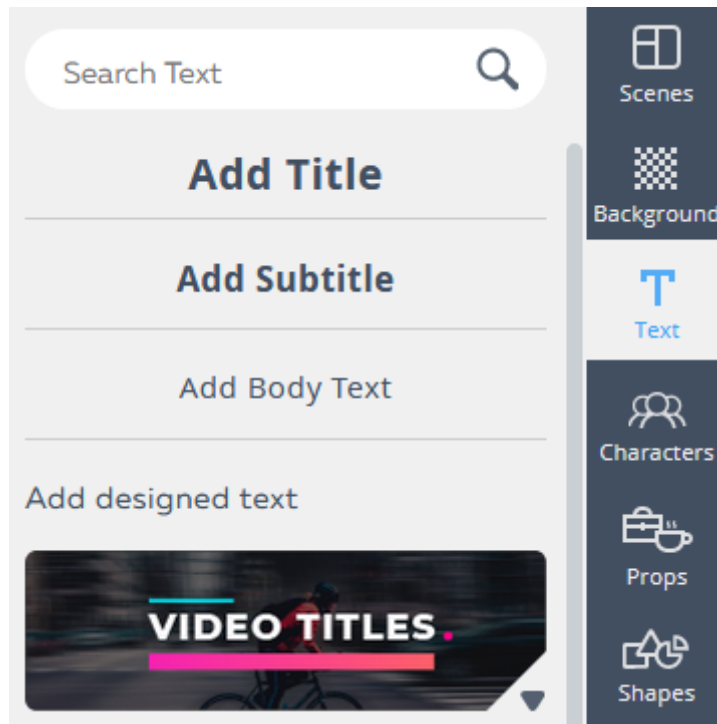 Search Text
Add Title
Add Subtitle
Add Body Text
Add designed text
VIDEO TITLES.
Scenes
Background
Text
Characters
Props
Shapes